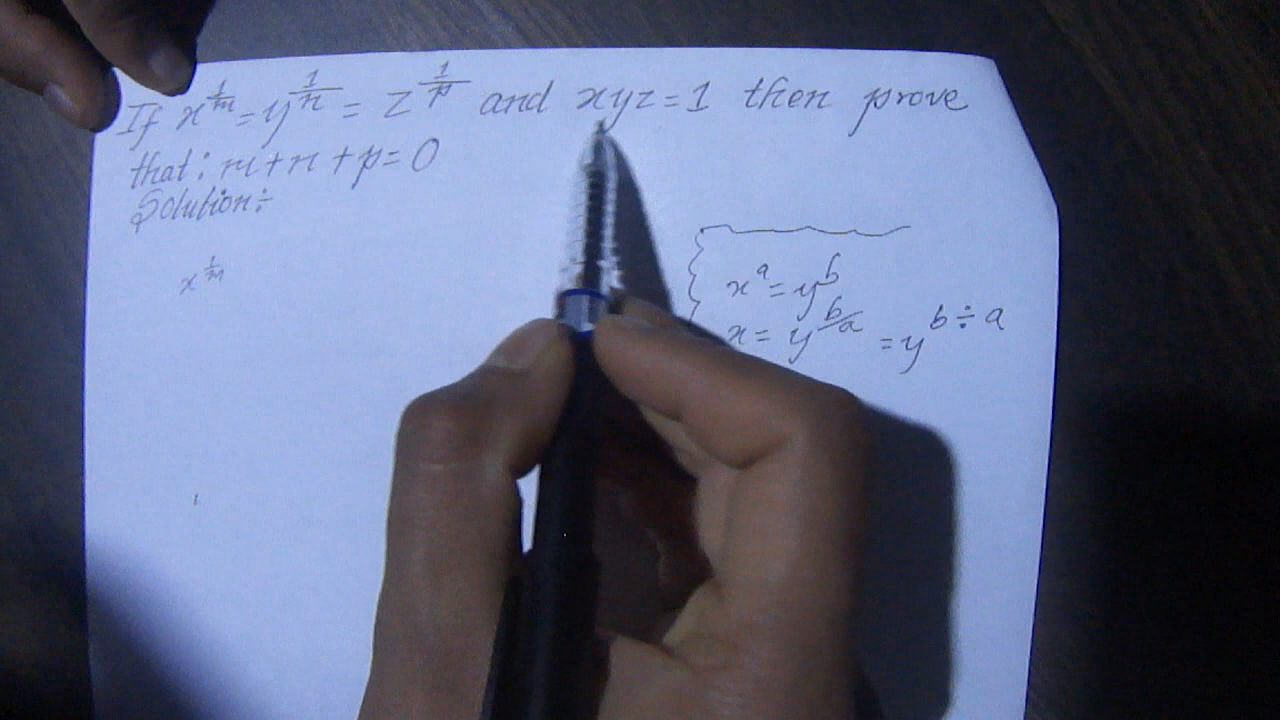 If x^1/m = y^1/n = z^1/p and xyz = 1 then prove
that: m + n + p = 0
Solution÷
x^1/m
x^a = y^b
x = y^b/a = y^b ÷ a